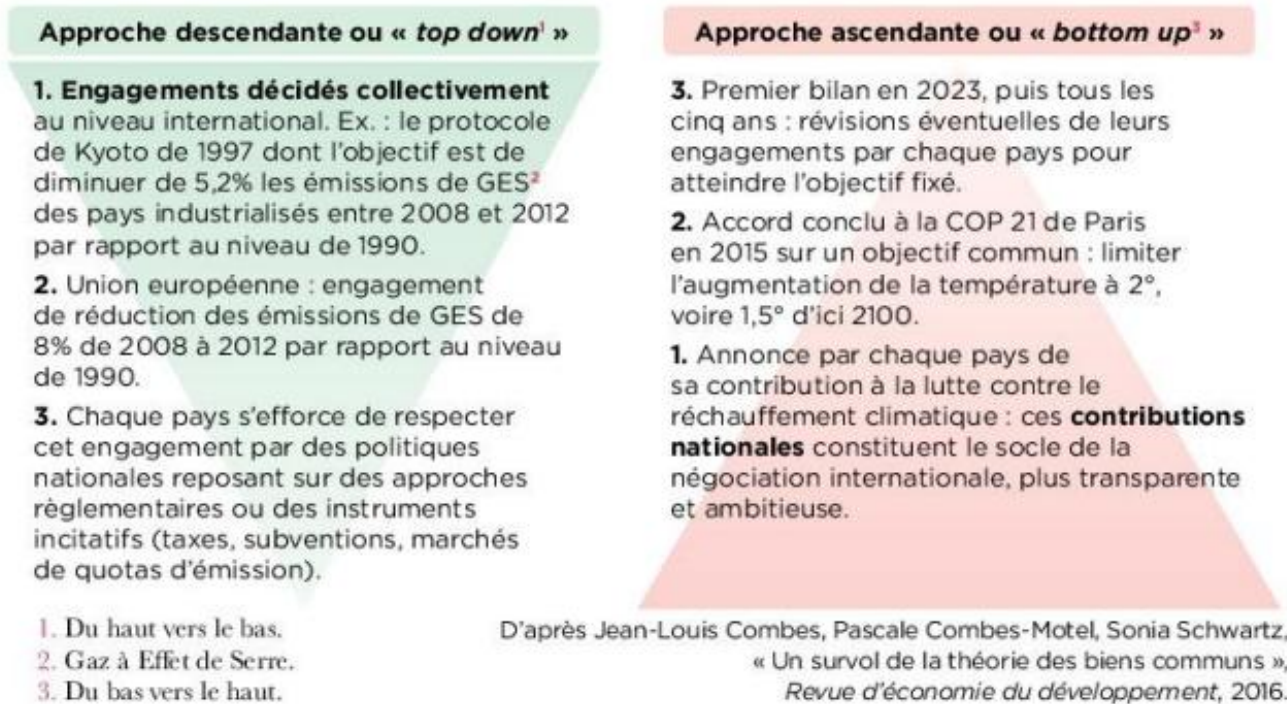 Approche descendante ou « top down¹ »
1. Engagements décidés collectivement
au niveau international. Ex. : le protocole
de Kyoto de 1997 dont l'objectif est de
diminuer de 5,2% les émissions de GES²
des pays industrialisés entre 2008 et 2012
par rapport au niveau de 1990.
2. Union européenne : engagement
de réduction des émissions de GES de
8% de 2008 à 2012 par rapport au niveau
de 1990.
3. Chaque pays s'efforce de respecter
cet engagement par des politiques
nationales reposant sur des approches
règlementaires ou des instruments
incitatifs (taxes, subventions, marchés
de quotas d'émission).
Approche ascendante ou « bottom up³ »
3. Premier bilan en 2023, puis tous les
cinq ans : révisions éventuelles de leurs
engagements par chaque pays pour
atteindre l'objectif fixé.
2. Accord conclu à la COP 21 de Paris
en 2015 sur un objectif commun : limiter
l'augmentation de la température à 2°,
voire 1,5° d'ici 2100.
1. Annonce par chaque pays de
sa contribution à la lutte contre le
réchauffement climatique : ces contributions
nationales constituent le socle de la
négociation internationale, plus transparente
et ambitieuse.
1. Du haut vers le bas.
2. Gaz à Effet de Serre.
3. Du bas vers le haut.
D'après Jean-Louis Combes, Pascale Combes-Motel, Sonia Schwartz,
« Un survol de la théorie des biens communs »,
Revue d'économie du développement, 2016.